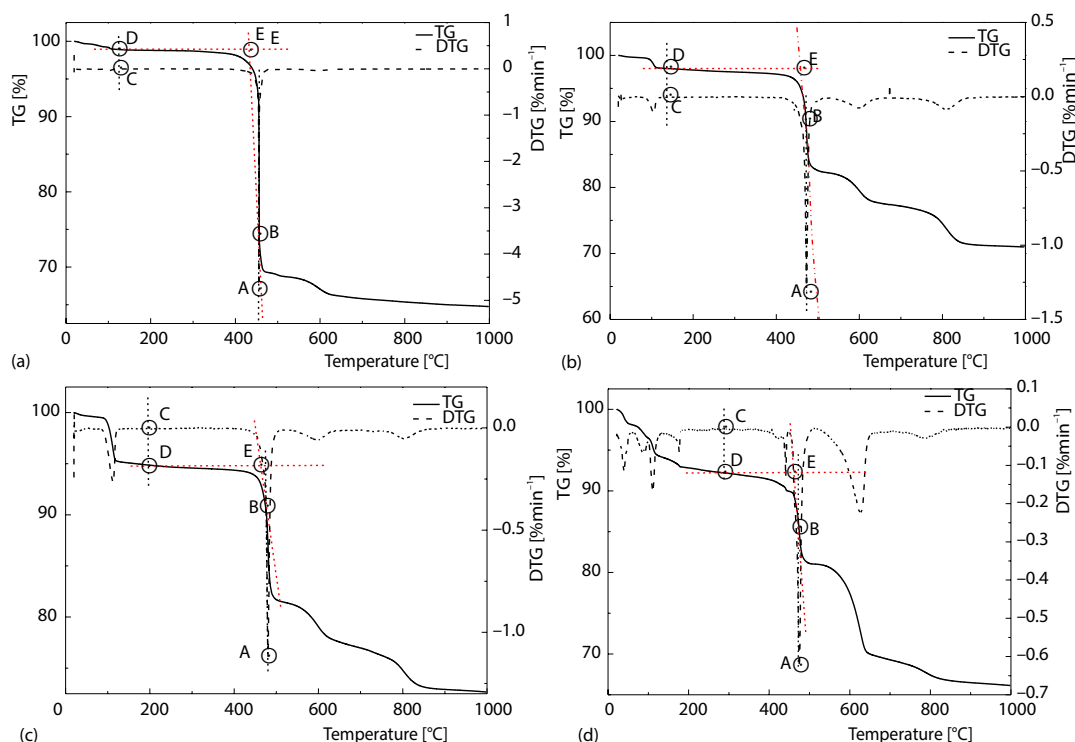 100
90
80
70
TG [%]
D
E E
C
B
A
TG
DTG
1
0
−1
−2
−3
−4
−5
DTG [%min⁻¹]
0 200 400 600 800 1000
Temperature [°C]
(a)
100
90
80
70
60
TG [%]
D
E
C
B
A
TG
DTG
0.5
0.0
−0.5
−1.0
−1.5
DTG [%min⁻¹]
0 200 400 600 800 1000
Temperature [°C]
(b)
100
90
80
TG [%]
C
D
E
B
A
TG
DTG
0.0
−0.5
−1.0
DTG [%min⁻¹]
0 200 400 600 800 1000
Temperature [°C]
(c)
100
90
80
70
TG [%]
C
D
E
B
A
TG
DTG
0.1
0.0
−0.1
−0.2
−0.3
−0.4
−0.5
−0.6
−0.7
DTG [%min⁻¹]
0 200 400 600 800 1000
Temperature [°C]
(d)